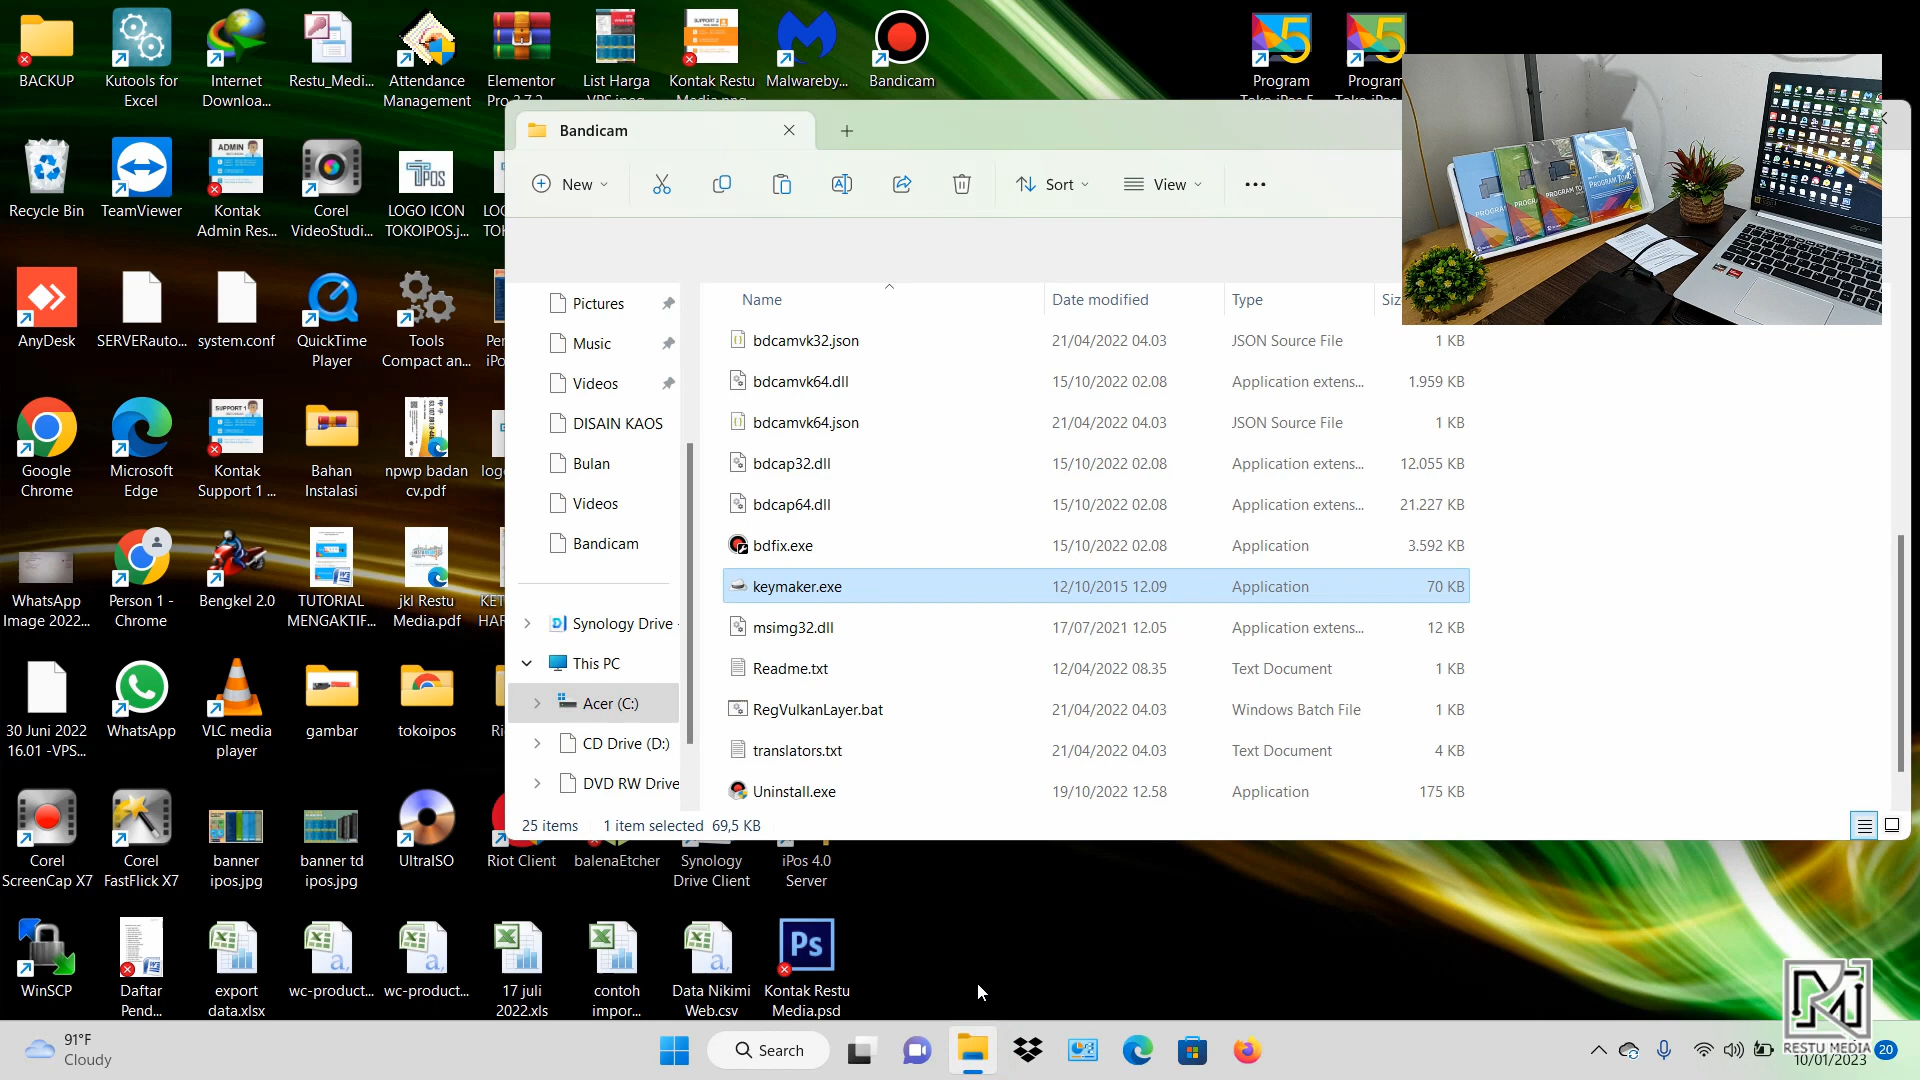 BACKUP
Kutools for
Excel
Internet
Downloa...
Restu_Medi...
Attendance
Management
Elementor
Pro 3.7.2
List Harga
Kontak Restu
Malwareby...
Bandicam
Program
Program
Recycle Bin
TeamViewer
ADMIN
Kontak
Admin Res...
Corel
VideoStudi...
LOGO ICON
TOKOIPOS.j...
AnyDesk
SERVERauto...
system.conf
QuickTime
Player
Tools
Compact an...
Google
Chrome
Microsoft
Edge
Kontak
Support 1 ...
Bahan
Instalasi
npwp badan
cv.pdf
WhatsApp
Image 2022...
Person 1 -
Chrome
Bengkel 2.0
TUTORIAL
MENGAKTIF...
jkl Restu
Media.pdf
30 Juni 2022
16.01 -VPS...
WhatsApp
VLC media
player
gambar
tokoipos
Corel
ScreenCap X7
Corel
FastFlick X7
banner
ipos.jpg
banner td
ipos.jpg
UltraISO
Riot Client
balenaEtcher
Synology
Drive Client
iPos 4.0
Server
WinSCP
Daftar
Pend...
export
data.xlsx
wc-product...
wc-product...
17 juli
2022.xls
contoh
impor...
Data Nikimi
Web.csv
Kontak Restu
Media.psd
Bandicam
New
Sort
View
Pictures
Music
Videos
DISAIN KAOS
Bulan
Videos
Bandicam
Synology Drive
This PC
Acer (C:)
CD Drive (D:)
DVD RW Drive
Name Date modified Type
bdcamvk32.json 21/04/2022 04.03 JSON Source File 1 KB
bdcamvk64.dll 15/10/2022 02.08 Application extens... 1.959 KB
bdcamvk64.json 21/04/2022 04.03 JSON Source File 1 KB
bdcap32.dll 15/10/2022 02.08 Application extens... 12.055 KB
bdcap64.dll 15/10/2022 02.08 Application extens... 21.227 KB
bdfix.exe 15/10/2022 02.08 Application 3.592 KB
keymaker.exe 12/10/2015 12.09 Application 70 KB
msimg32.dll 17/07/2021 12.05 Application extens... 12 KB
Readme.txt 12/04/2022 08.35 Text Document 1 KB
RegVulkanLayer.bat 21/04/2022 04.03 Windows Batch File 1 KB
translators.txt 21/04/2022 04.03 Text Document 4 KB
Uninstall.exe 19/10/2022 12.58 Application 175 KB
25 items 1 item selected 69,5 KB
91°F
Cloudy
Search
RESTU MEDIA
10/01/2023
20